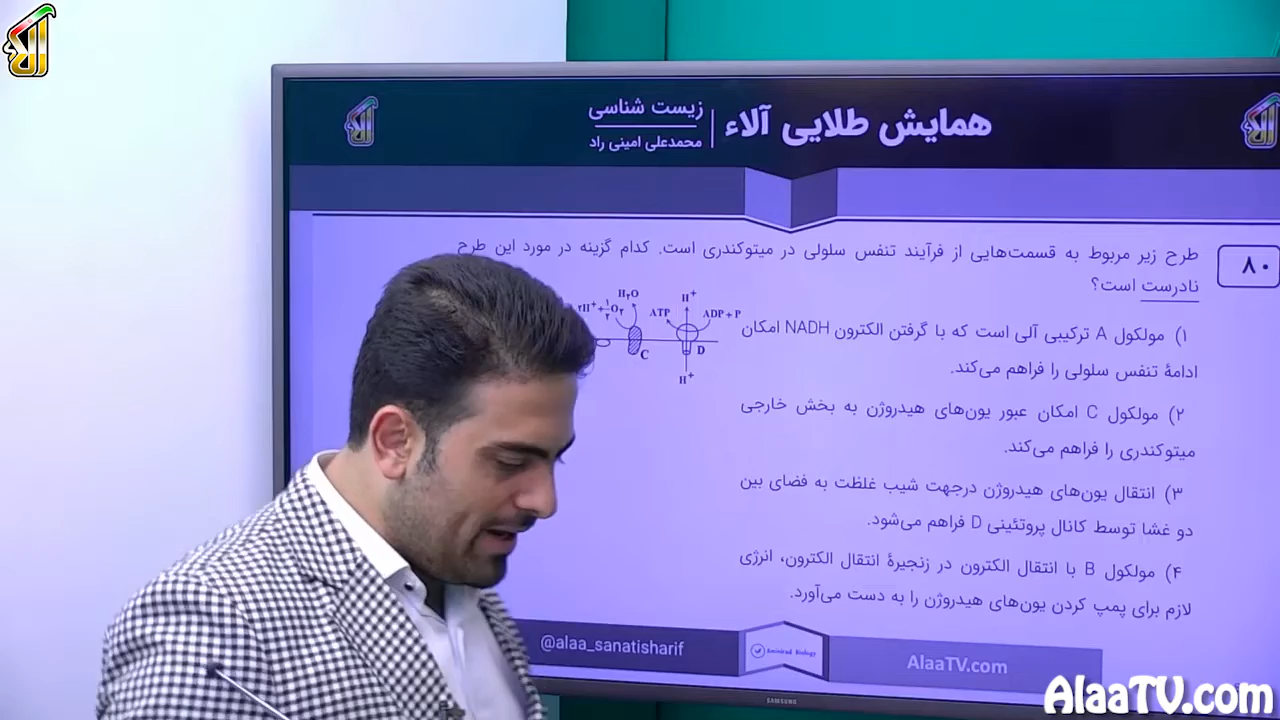 همایش طلایی آلاء
زیست شناسی
محمدعلی امینی راد
۸۰
طرح زیر مربوط به قسمت‌هایی از فرآیند تنفس سلولی در میتوکندری است. کدام گزینه در مورد این طرح
نادرست است؟
۱) مولکول A ترکیبی آلی است که با گرفتن الکترون NADH امکان
ادامهٔ تنفس سلولی را فراهم می‌کند.
۲) مولکول C امکان عبور یون‌های هیدروژن به بخش خارجی
میتوکندری را فراهم می‌کند.
۳) انتقال یون‌های هیدروژن درجهت شیب غلظت به فضای بین
دو غشا توسط کانال پروتئینی D فراهم می‌شود.
۴) مولکول B با انتقال الکترون در زنجیرهٔ انتقال الکترون، انرژی
لازم برای پمپ کردن یون‌های هیدروژن را به دست می‌آورد.
H₂O
H⁺
۲H⁺+½O₂
ATP
ADP+P
C
D
H⁺
@alaa_sanatisharif
Aminirad Biology
AlaaTV.com
SAMSUNG
AlaaTV.com